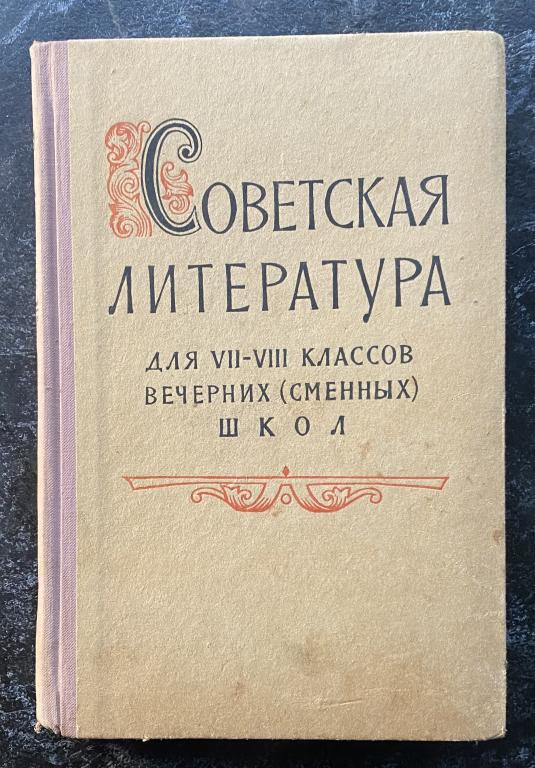 СОВЕТСКАЯ
ЛИТЕРАТУРА
ДЛЯ VII-VIII КЛАССОВ
ВЕЧЕРНИХ (СМЕННЫХ)
ШКОЛ